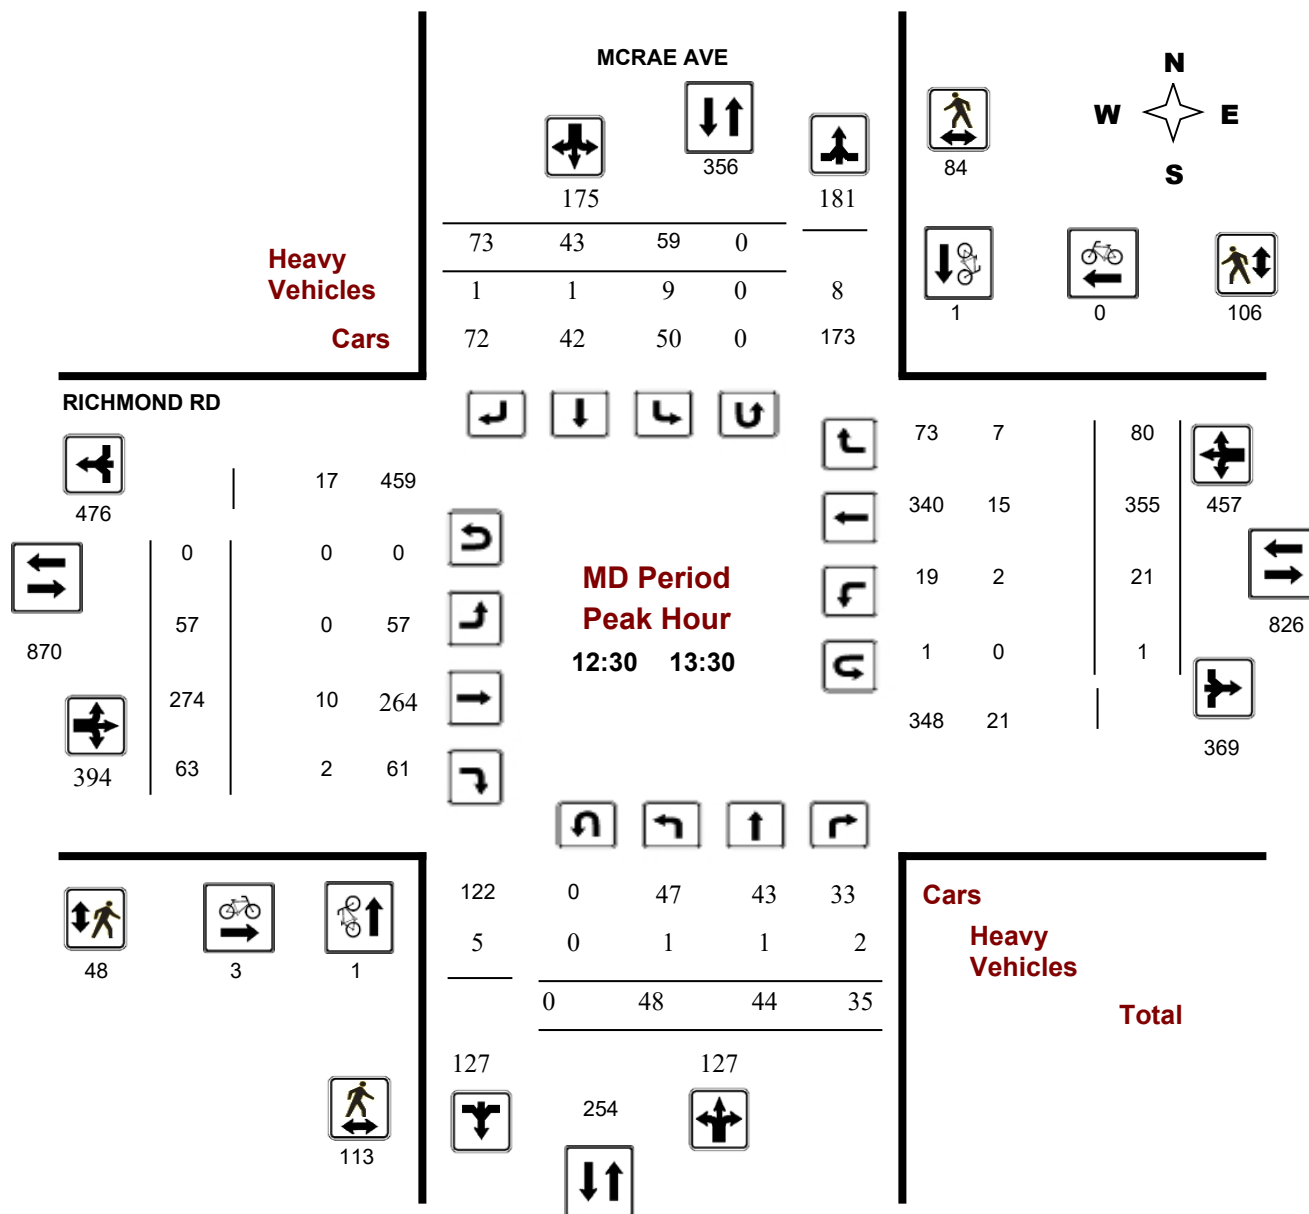 MCRAE AVE
N
W E
S
356
84
175 181
73 43 59 0
Heavy
Vehicles
1 1 9 0 8
Cars
72 42 50 0 173
1 0 106
RICHMOND RD
476
17 459
0 0 0
57 0 57
870
274 10 264
394
63 2 61
MD Period
Peak Hour
12:30 13:30
73 7 80
340 15 355 457
19 2 21
826
1 0 1
348 21
369
122 0 47 43 33
5 0 1 1 2
0 48 44 35
Cars
Heavy
Vehicles
Total
48 3 1
127 127
254
113